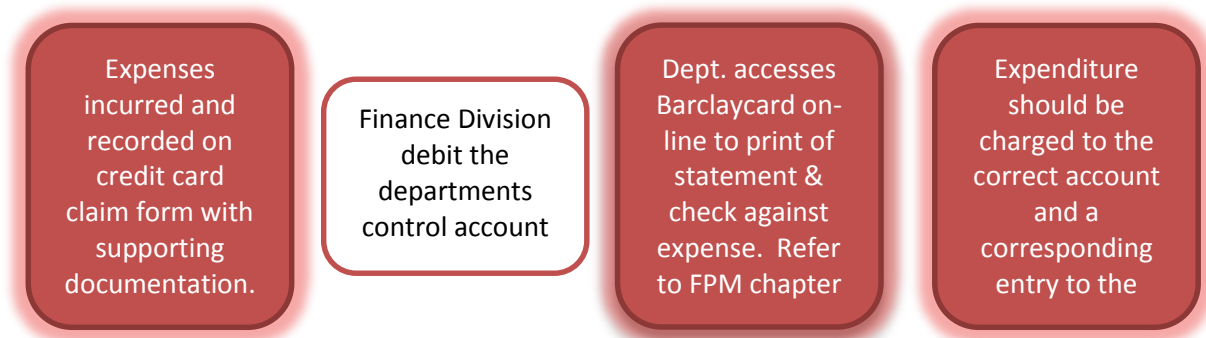 Expenses
incurred and
recorded on
credit card
claim form with
supporting
documentation.
Finance Division
debit the
departments
control account
Dept. accesses
Barclaycard on-
line to print of
statement &
check against
expense.  Refer
to FPM chapter
Expenditure
should be
charged to the
correct account
and a
corresponding
entry to the